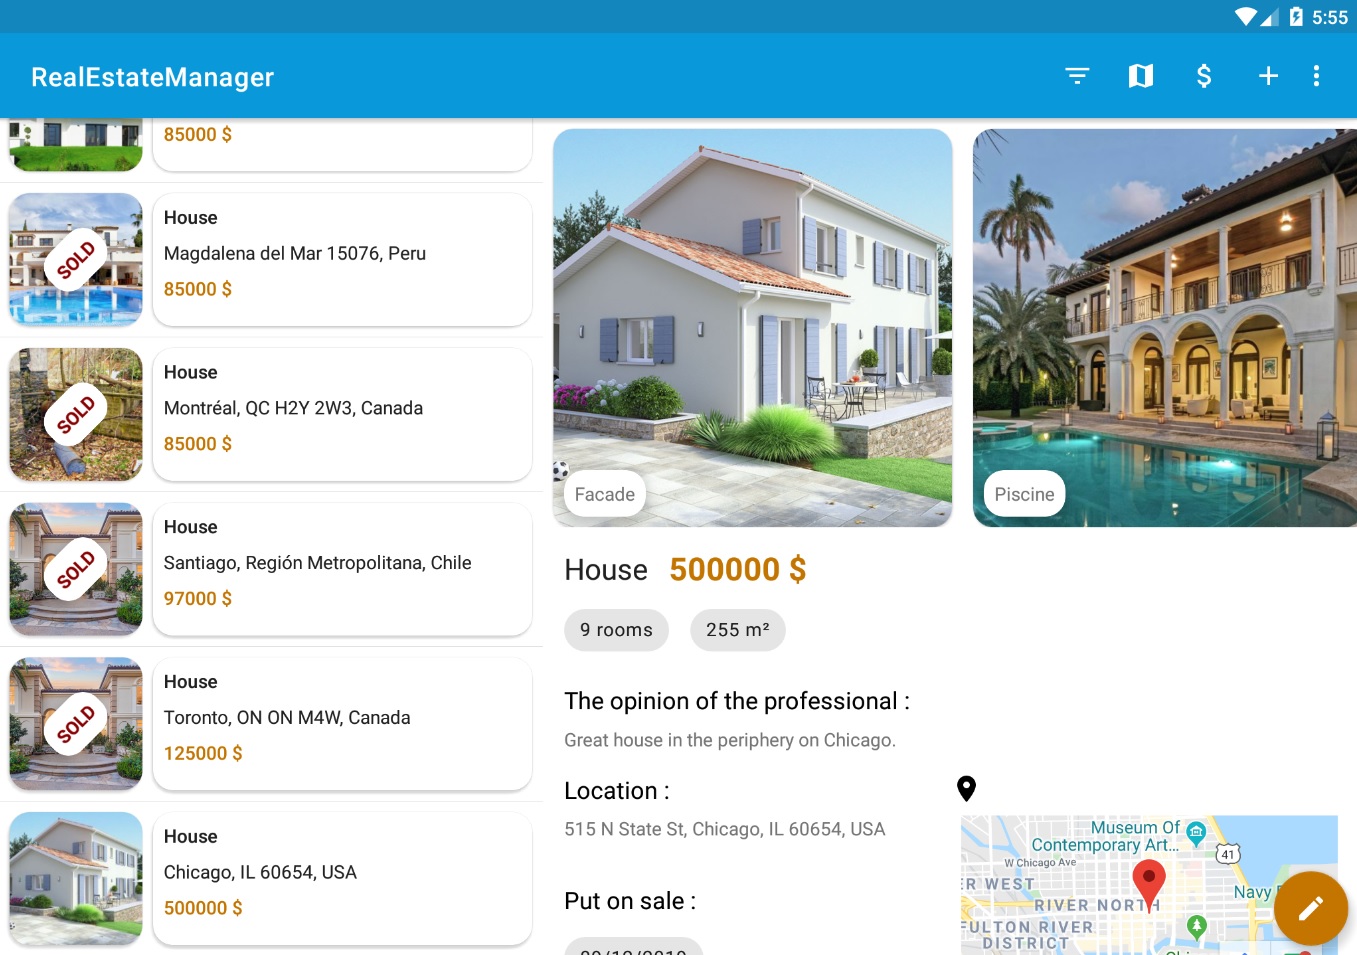 5:55
RealEstateManager
85000 $
SOLD
House
Magdalena del Mar 15076, Peru
85000 $
SOLD
House
Montréal, QC H2Y 2W3, Canada
85000 $
SOLD
House
Santiago, Región Metropolitana, Chile
97000 $
SOLD
House
Toronto, ON ON M4W, Canada
125000 $
House
Chicago, IL 60654, USA
500000 $
Facade
Piscine
House 500000 $
9 rooms 255 m²
The opinion of the professional :
Great house in the periphery on Chicago.
Location :
515 N State St, Chicago, IL 60654, USA
Put on sale :
Museum Of
Contemporary Art...
W Chicago Ave
41
ER WEST
RIVER NORTH
Navy
FULTON RIVER
DISTRICT